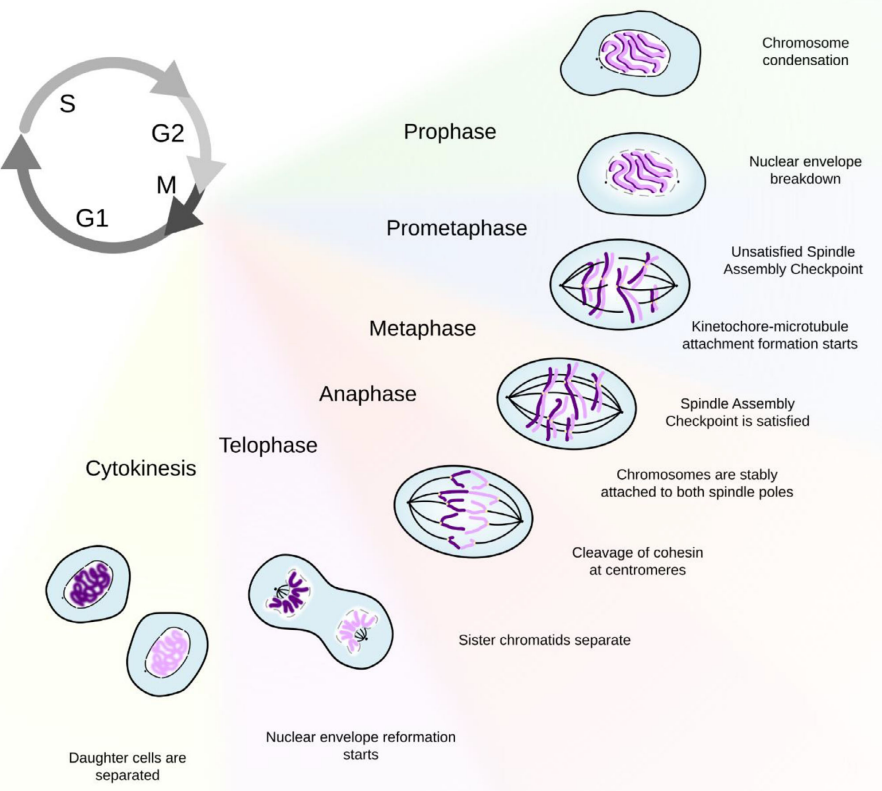 S
G2
M
G1
Prophase
Chromosome
condensation
Nuclear envelope
breakdown
Prometaphase
Unsatisfied Spindle
Assembly Checkpoint
Kinetochore-microtubule
attachment formation starts
Metaphase
Spindle Assembly
Checkpoint is satisfied
Chromosomes are stably
attached to both spindle poles
Anaphase
Cleavage of cohesin
at centromeres
Sister chromatids separate
Telophase
Nuclear envelope reformation
starts
Cytokinesis
Daughter cells are
separated